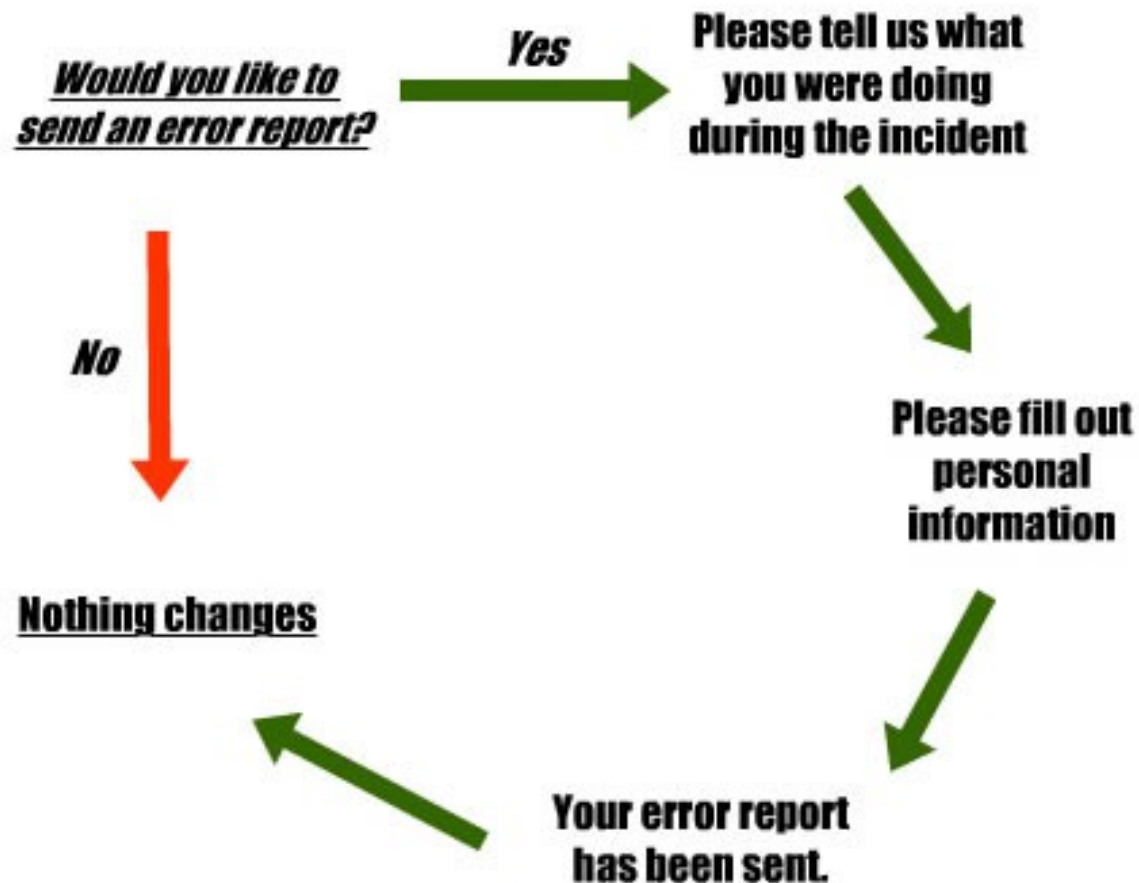 Would you like to
send an error report?
Yes
Please tell us what
you were doing
during the incident
No
Please fill out
personal
information
Nothing changes
Your error report
has been sent.